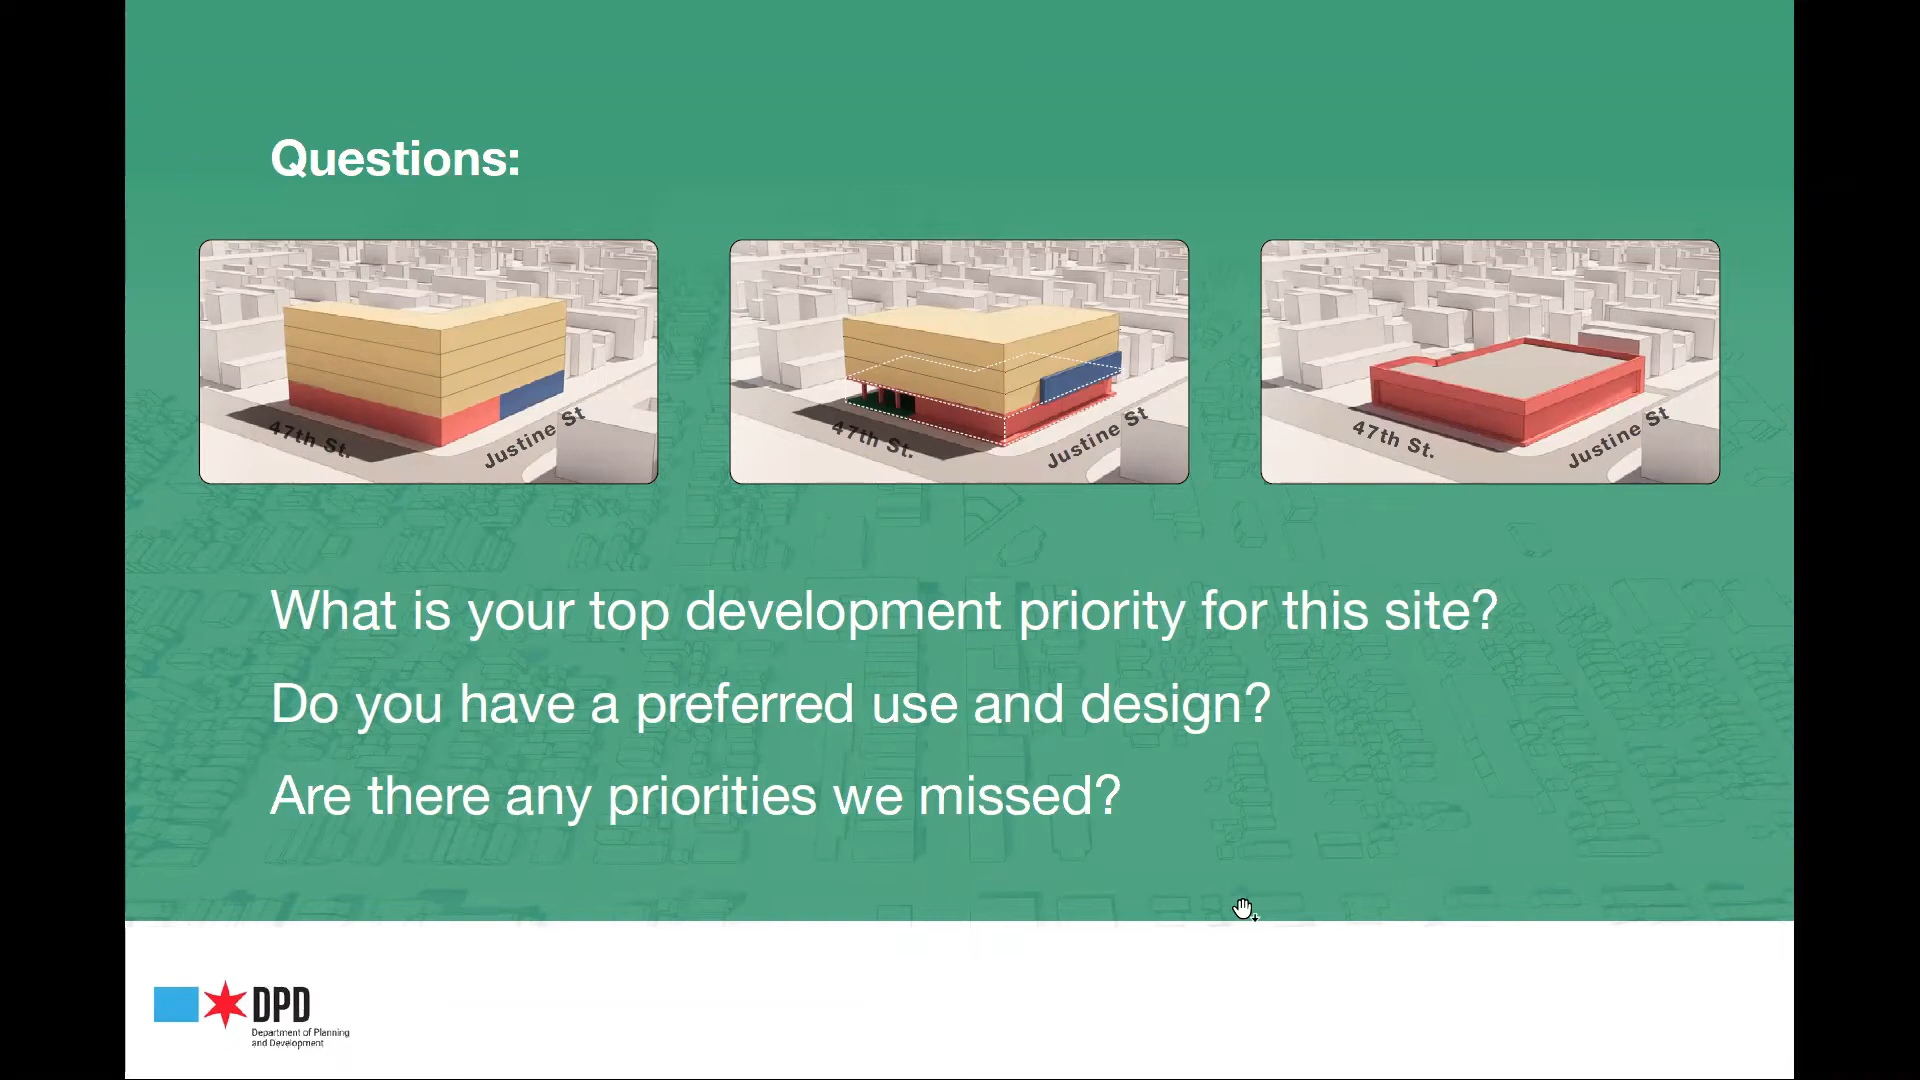 Questions:
47th St.
Justine St
47th St.
Justine St
47th St.
Justine St
What is your top development priority for this site?
Do you have a preferred use and design?
Are there any priorities we missed?
DPD
Department of Planning
and Development